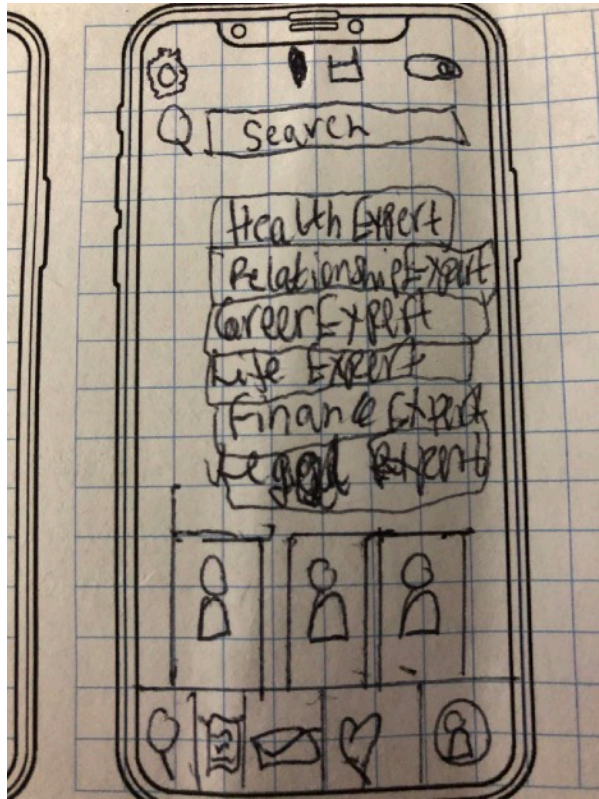 Search
Health Expert
Relationship Expert
Career Expert
Life Expert
Finance Expert
Legal Expert